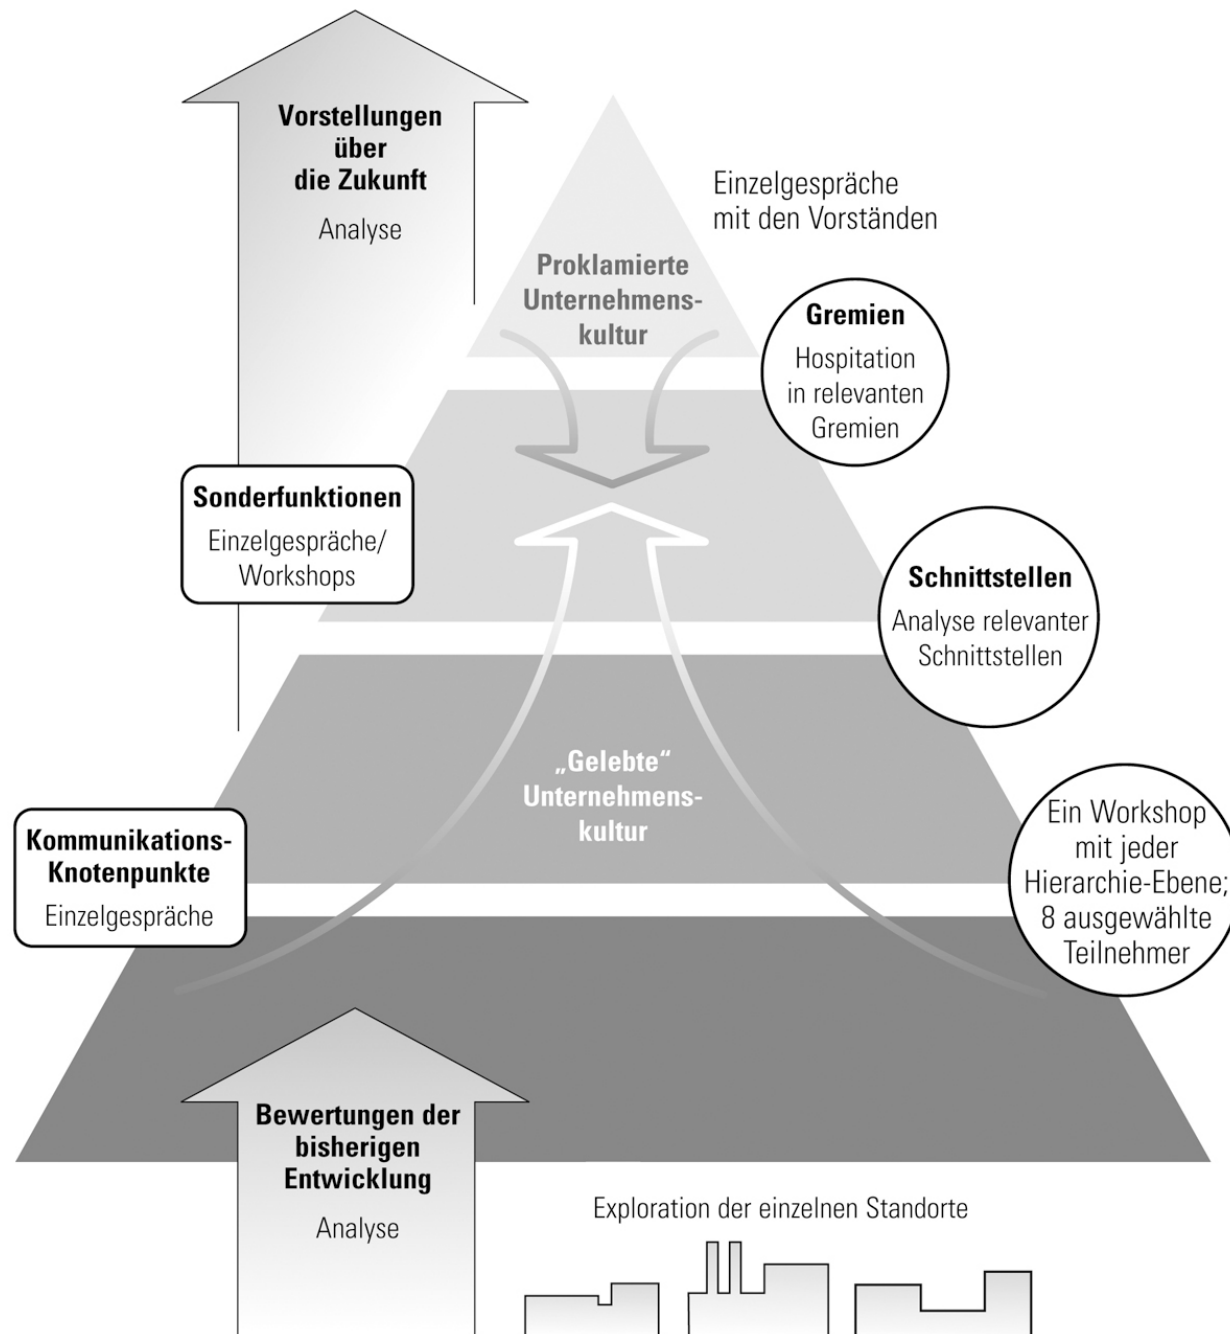 Vorstellungen
über
die Zukunft
Analyse
Einzelgespräche
mit den Vorständen
Proklamierte
Unternehmens-
kultur
Gremien
Hospitation
in relevanten
Gremien
Sonderfunktionen
Einzelgespräche/
Workshops
Schnittstellen
Analyse relevanter
Schnittstellen
„Gelebte“
Unternehmens-
kultur
Kommunikations-
Knotenpunkte
Einzelgespräche
Ein Workshop
mit jeder
Hierarchie-Ebene;
8 ausgewählte
Teilnehmer
Bewertungen der
bisherigen
Entwicklung
Analyse
Exploration der einzelnen Standorte